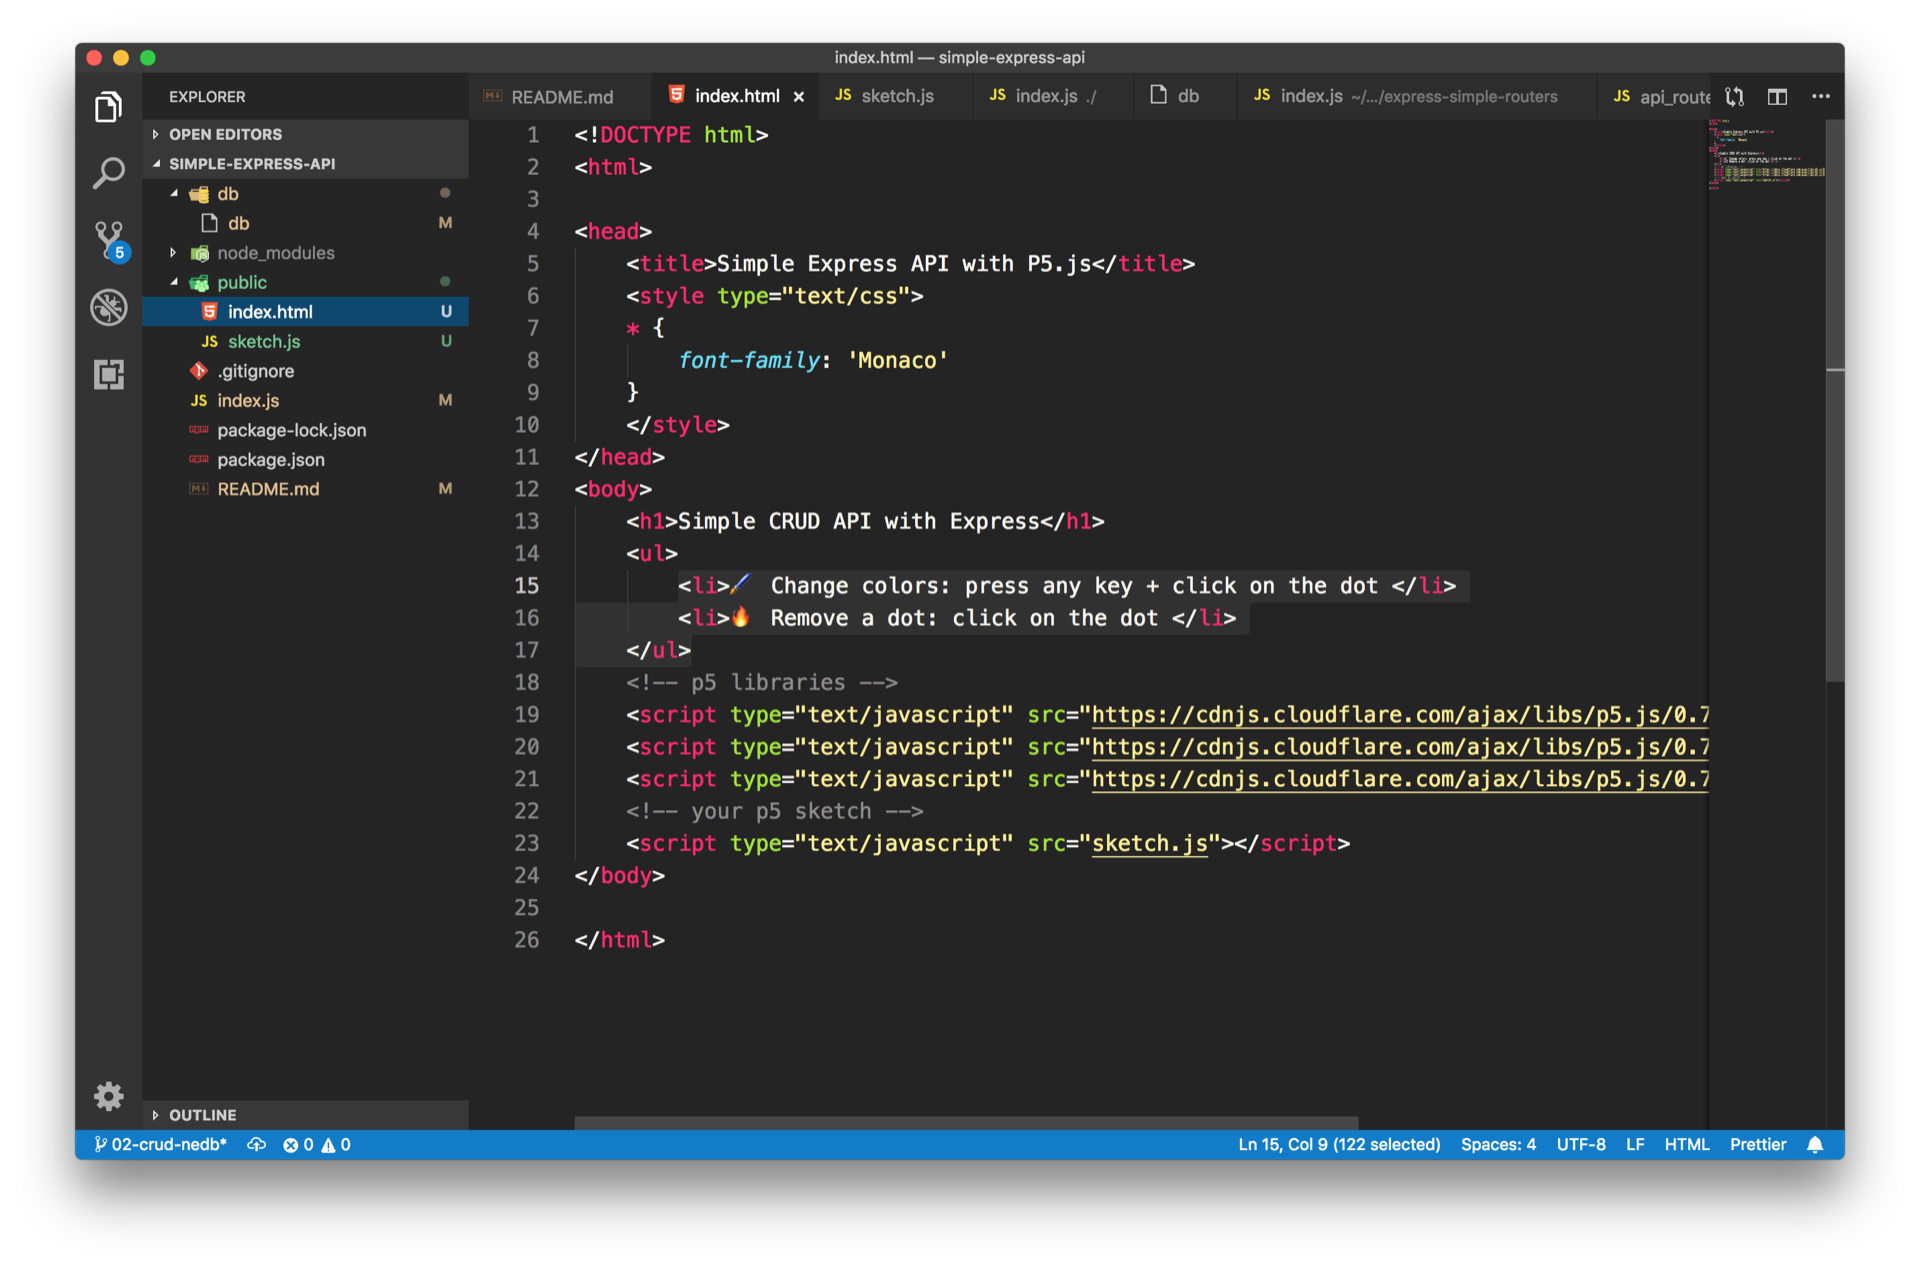 index.html — simple-express-api
EXPLORER
OPEN EDITORS
SIMPLE-EXPRESS-API
db
db M
node_modules
public
index.html U
sketch.js U
.gitignore
index.js M
package-lock.json
package.json
README.md M
OUTLINE
5
README.md
index.html ×
JS sketch.js
JS index.js ./
db
JS index.js ~/.../express-simple-routers
JS api_route
1 <!DOCTYPE html>
2 <html>
3
4 <head>
5 <title>Simple Express API with P5.js</title>
6 <style type="text/css">
7 * {
8 font-family: 'Monaco'
9 }
10 </style>
11 </head>
12 <body>
13 <h1>Simple CRUD API with Express</h1>
14 <ul>
15 <li>🖌 Change colors: press any key + click on the dot </li>
16 <li>🔥 Remove a dot: click on the dot </li>
17 </ul>
18 <!-- p5 libraries -->
19 <script type="text/javascript" src="https://cdnjs.cloudflare.com/ajax/libs/p5.js/0.7
20 <script type="text/javascript" src="https://cdnjs.cloudflare.com/ajax/libs/p5.js/0.7
21 <script type="text/javascript" src="https://cdnjs.cloudflare.com/ajax/libs/p5.js/0.7
22 <!-- your p5 sketch -->
23 <script type="text/javascript" src="sketch.js"></script>
24 </body>
25
26 </html>
02-crud-nedb* 0 0 Ln 15, Col 9 (122 selected) Spaces: 4 UTF-8 LF HTML Prettier